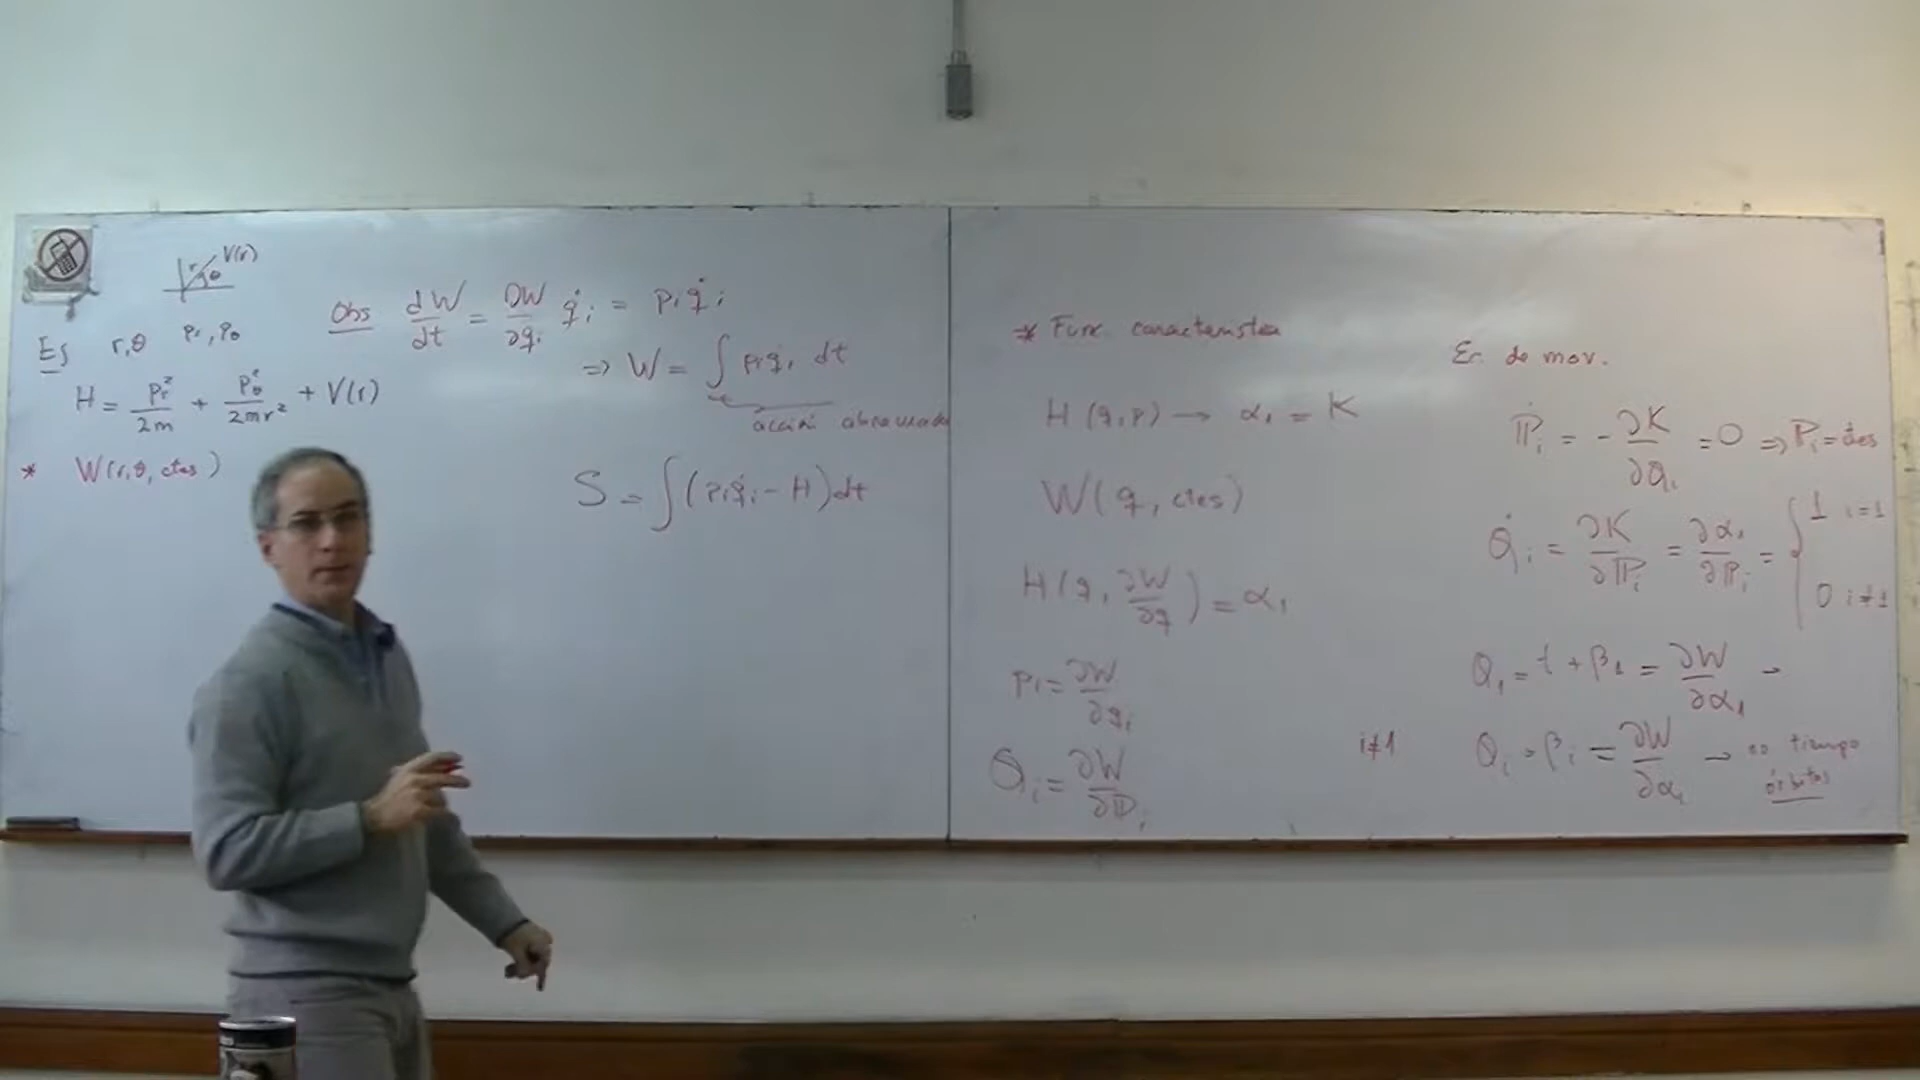 V(r)
r θ
Ej r,θ pr, pθ
H = pr²/2m + pθ²/2mr² + V(r)
* W(r,θ, ctes)
Obs dW/dt = ∂W/∂qi q̇i = pi q̇i
⇒ W = ∫ pi q̇i dt
acción abreviada
S = ∫(pi q̇i - H)dt
* Func. característica
H(q,p) → α1 = K
W(q, ctes)
H(q, ∂W/∂q) = α1
pi = ∂W/∂qi
Qi = ∂W/∂Pi
Ec. de mov.
Ṗi = -∂K/∂Qi = 0 ⇒ Pi = ctes
Q̇i = ∂K/∂Pi = ∂α1/∂Pi = { 1 i=1
0 i≠1
Q1 = t + β1 = ∂W/∂α1 →
i≠1 Qi = βi = ∂W/∂αi → no tiempo
órbitas